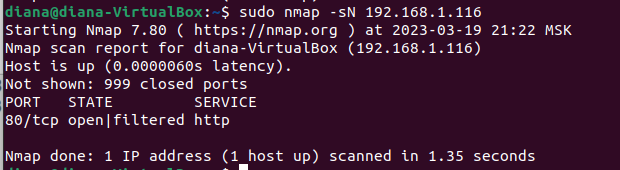 diana@diana-VirtualBox:~$ sudo nmap -sN 192.168.1.116
Starting Nmap 7.80 ( https://nmap.org ) at 2023-03-19 21:22 MSK
Nmap scan report for diana-VirtualBox (192.168.1.116)
Host is up (0.0000060s latency).
Not shown: 999 closed ports
PORT   STATE         SERVICE
80/tcp open|filtered http

Nmap done: 1 IP address (1 host up) scanned in 1.35 seconds